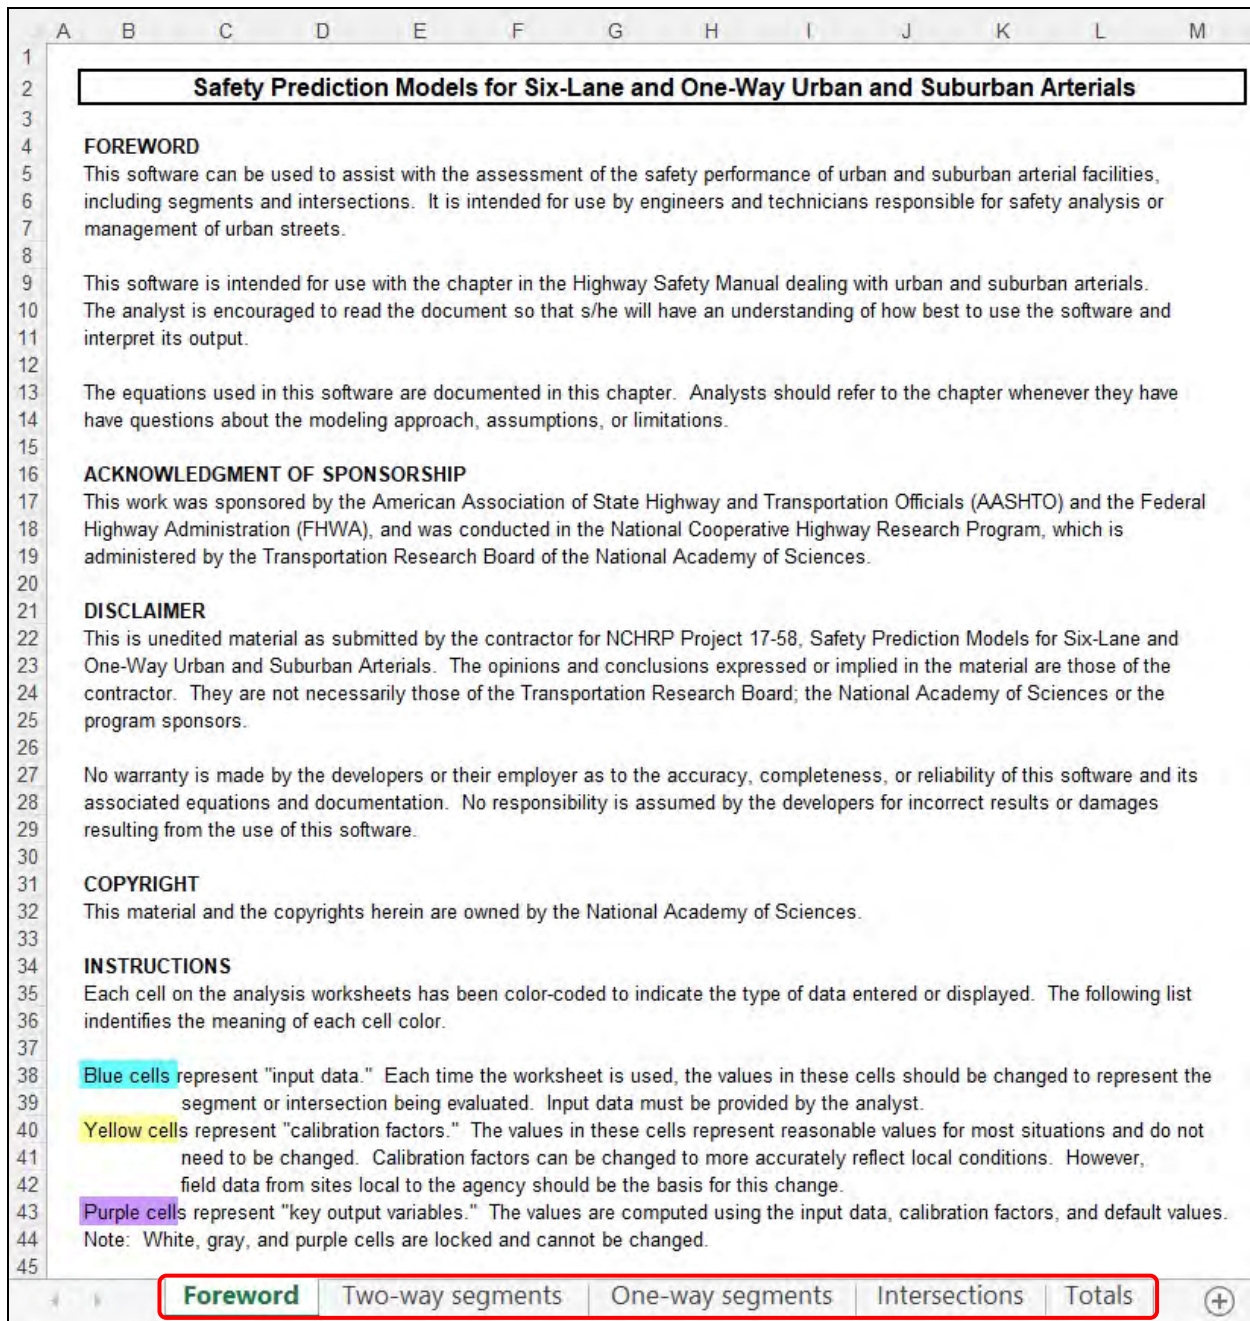 A B C D E F G H I J K L M
1
2 Safety Prediction Models for Six-Lane and One-Way Urban and Suburban Arterials
3
4 FOREWORD
5 This software can be used to assist with the assessment of the safety performance of urban and suburban arterial facilities,
6 including segments and intersections. It is intended for use by engineers and technicians responsible for safety analysis or
7 management of urban streets.
8
9 This software is intended for use with the chapter in the Highway Safety Manual dealing with urban and suburban arterials.
10 The analyst is encouraged to read the document so that s/he will have an understanding of how best to use the software and
11 interpret its output.
12
13 The equations used in this software are documented in this chapter. Analysts should refer to the chapter whenever they have
14 have questions about the modeling approach, assumptions, or limitations.
15
16 ACKNOWLEDGMENT OF SPONSORSHIP
17 This work was sponsored by the American Association of State Highway and Transportation Officials (AASHTO) and the Federal
18 Highway Administration (FHWA), and was conducted in the National Cooperative Highway Research Program, which is
19 administered by the Transportation Research Board of the National Academy of Sciences.
20
21 DISCLAIMER
22 This is unedited material as submitted by the contractor for NCHRP Project 17-58, Safety Prediction Models for Six-Lane and
23 One-Way Urban and Suburban Arterials. The opinions and conclusions expressed or implied in the material are those of the
24 contractor. They are not necessarily those of the Transportation Research Board; the National Academy of Sciences or the
25 program sponsors.
26
27 No warranty is made by the developers or their employer as to the accuracy, completeness, or reliability of this software and its
28 associated equations and documentation. No responsibility is assumed by the developers for incorrect results or damages
29 resulting from the use of this software.
30
31 COPYRIGHT
32 This material and the copyrights herein are owned by the National Academy of Sciences.
33
34 INSTRUCTIONS
35 Each cell on the analysis worksheets has been color-coded to indicate the type of data entered or displayed. The following list
36 indentifies the meaning of each cell color.
37
38 Blue cells represent "input data." Each time the worksheet is used, the values in these cells should be changed to represent the
39 segment or intersection being evaluated. Input data must be provided by the analyst.
40 Yellow cells represent "calibration factors." The values in these cells represent reasonable values for most situations and do not
41 need to be changed. Calibration factors can be changed to more accurately reflect local conditions. However,
42 field data from sites local to the agency should be the basis for this change.
43 Purple cells represent "key output variables." The values are computed using the input data, calibration factors, and default values.
44 Note: White, gray, and purple cells are locked and cannot be changed.
45
Foreword Two-way segments One-way segments Intersections Totals